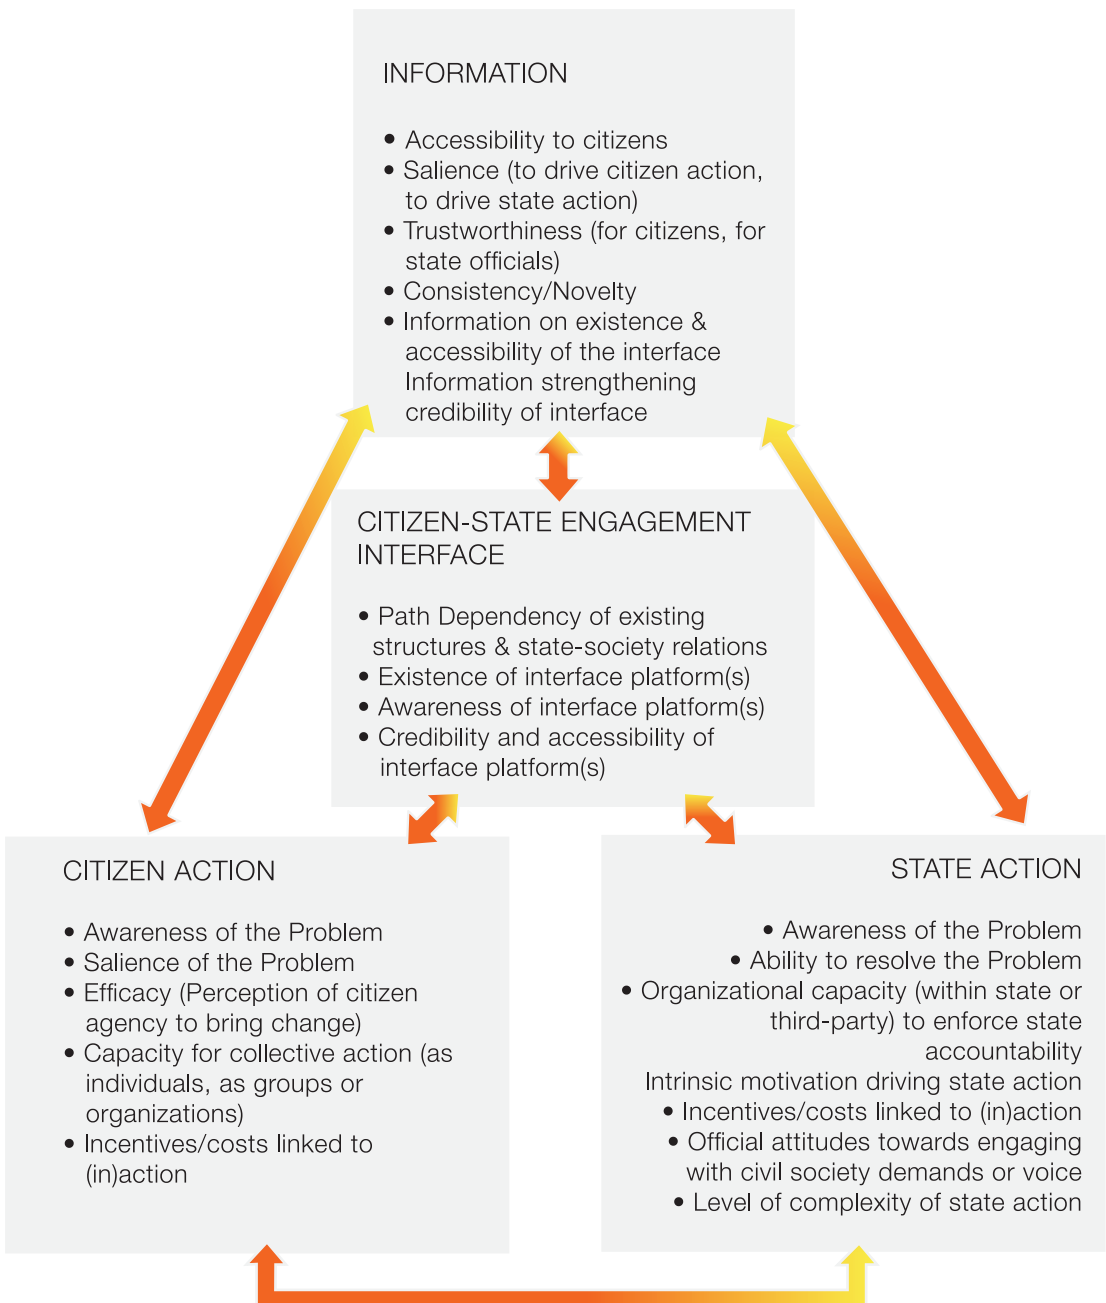 INFORMATION
• Accessibility to citizens
• Salience (to drive citizen action,
to drive state action)
• Trustworthiness (for citizens, for
state officials)
• Consistency/Novelty
• Information on existence &
accessibility of the interface
Information strengthening
credibility of interface
CITIZEN-STATE ENGAGEMENT
INTERFACE
• Path Dependency of existing
structures & state-society relations
• Existence of interface platform(s)
• Awareness of interface platform(s)
• Credibility and accessibility of
interface platform(s)
CITIZEN ACTION
• Awareness of the Problem
• Salience of the Problem
• Efficacy (Perception of citizen
agency to bring change)
• Capacity for collective action (as
individuals, as groups or
organizations)
• Incentives/costs linked to
(in)action
STATE ACTION
• Awareness of the Problem
• Ability to resolve the Problem
• Organizational capacity (within state or
third-party) to enforce state
accountability
Intrinsic motivation driving state action
• Incentives/costs linked to (in)action
• Official attitudes towards engaging
with civil society demands or voice
• Level of complexity of state action